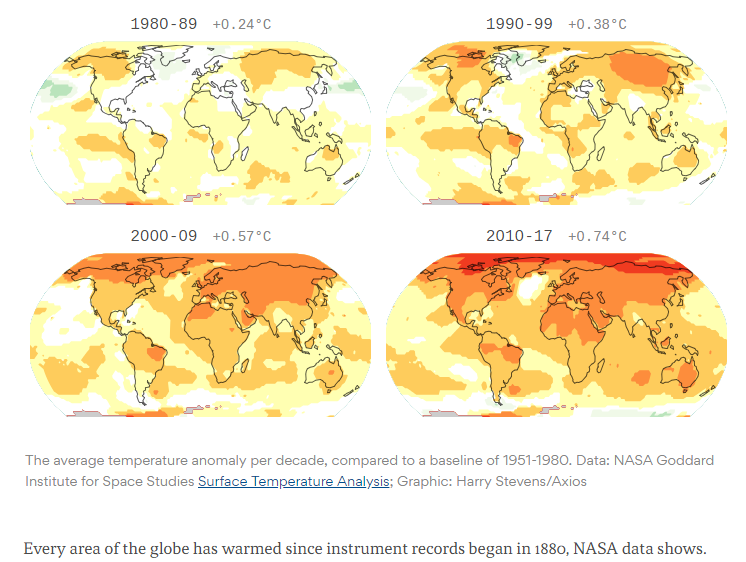 1980-89 +0.24°C
1990-99 +0.38°C
2000-09 +0.57°C
2010-17 +0.74°C
The average temperature anomaly per decade, compared to a baseline of 1951-1980. Data: NASA Goddard
Institute for Space Studies Surface Temperature Analysis; Graphic: Harry Stevens/Axios
Every area of the globe has warmed since instrument records began in 1880, NASA data shows.